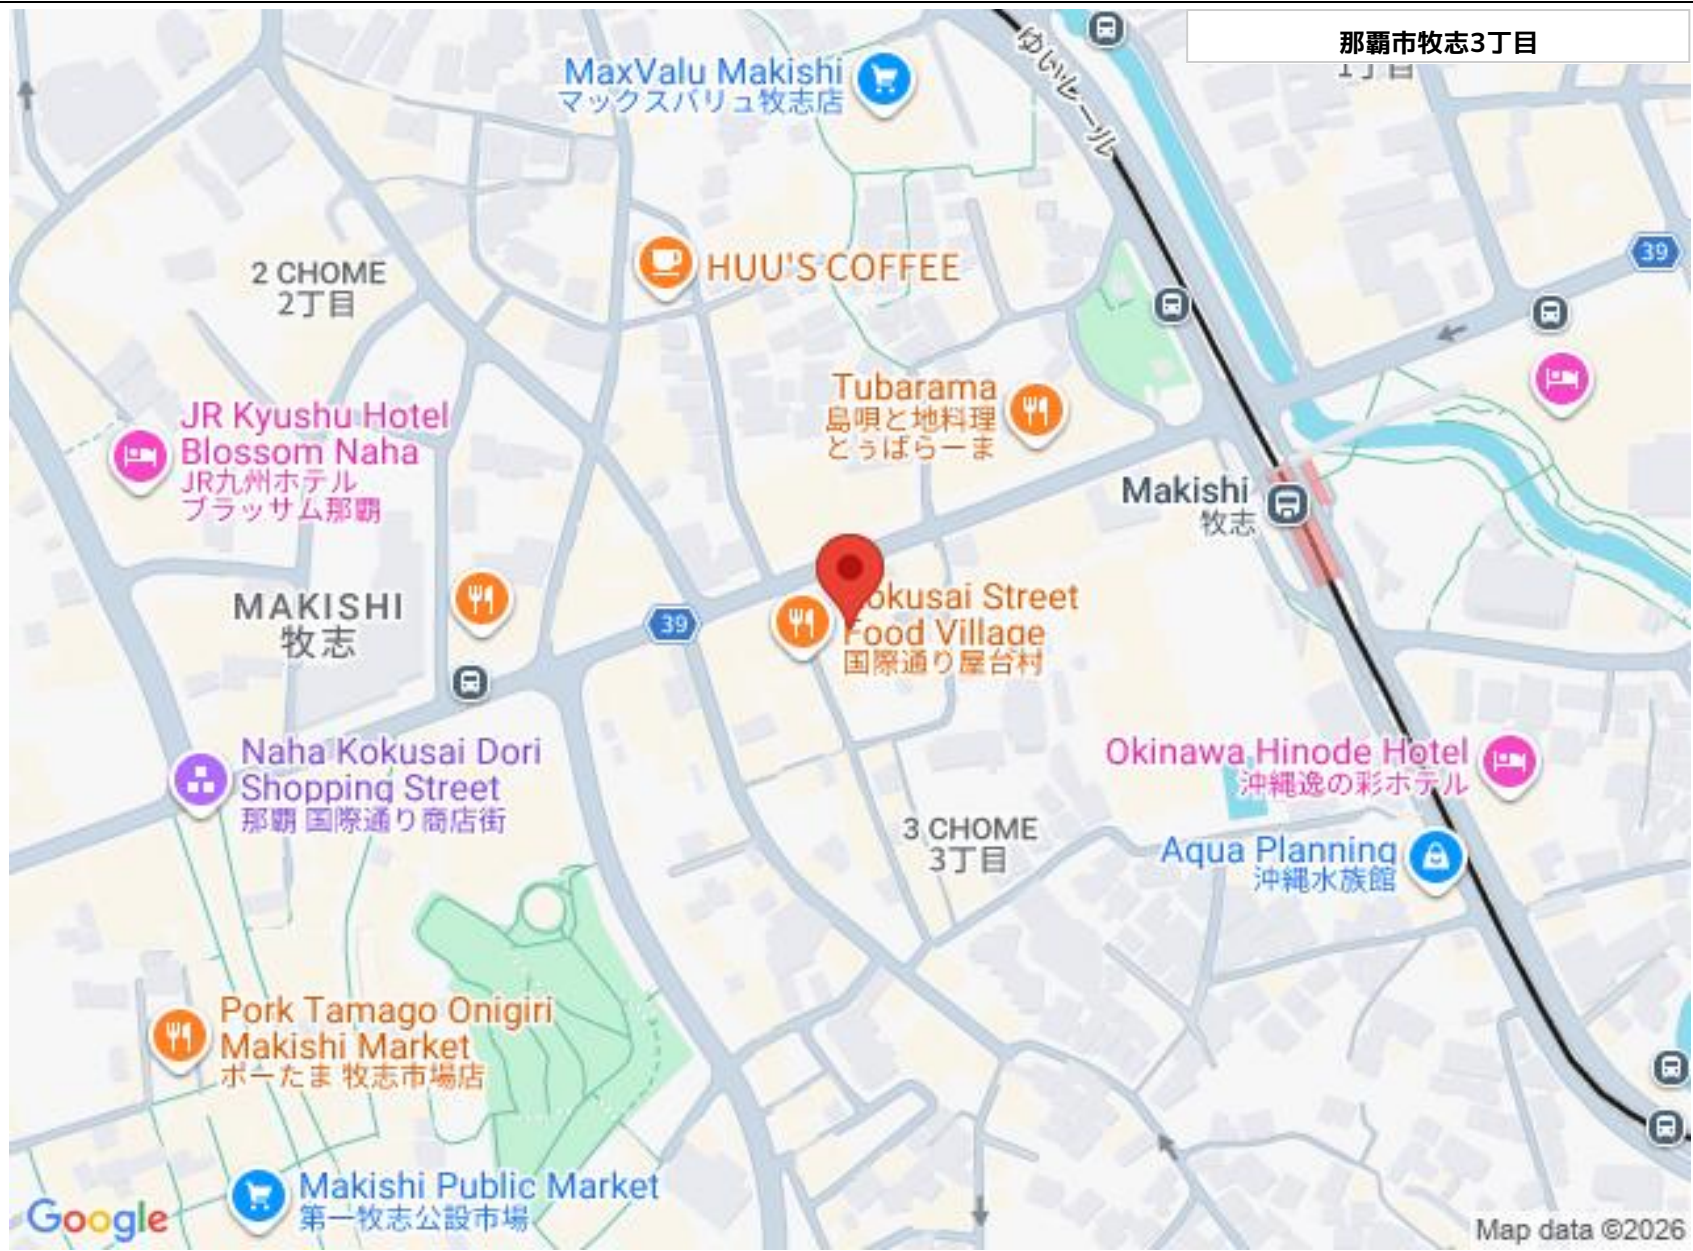 那覇市牧志3丁目
ゆいレール
1丁目
MaxValu Makishi
マックスバリュ牧志店
39
2 CHOME
2丁目
HUU'S COFFEE
Tubarama
島唄と地料理
とぅばらーま
JR Kyushu Hotel
Blossom Naha
JR九州ホテル
ブラッサム那覇
Makishi
牧志
MAKISHI
牧志
39
okusai Street
Food Village
国際通り屋台村
Naha Kokusai Dori
Shopping Street
那覇 国際通り商店街
Okinawa Hinode Hotel
沖縄逸の彩ホテル
3 CHOME
3丁目
Aqua Planning
沖縄水族館
Pork Tamago Onigiri
Makishi Market
ポーたま 牧志市場店
Makishi Public Market
第一牧志公設市場
Google
Map data ©2026